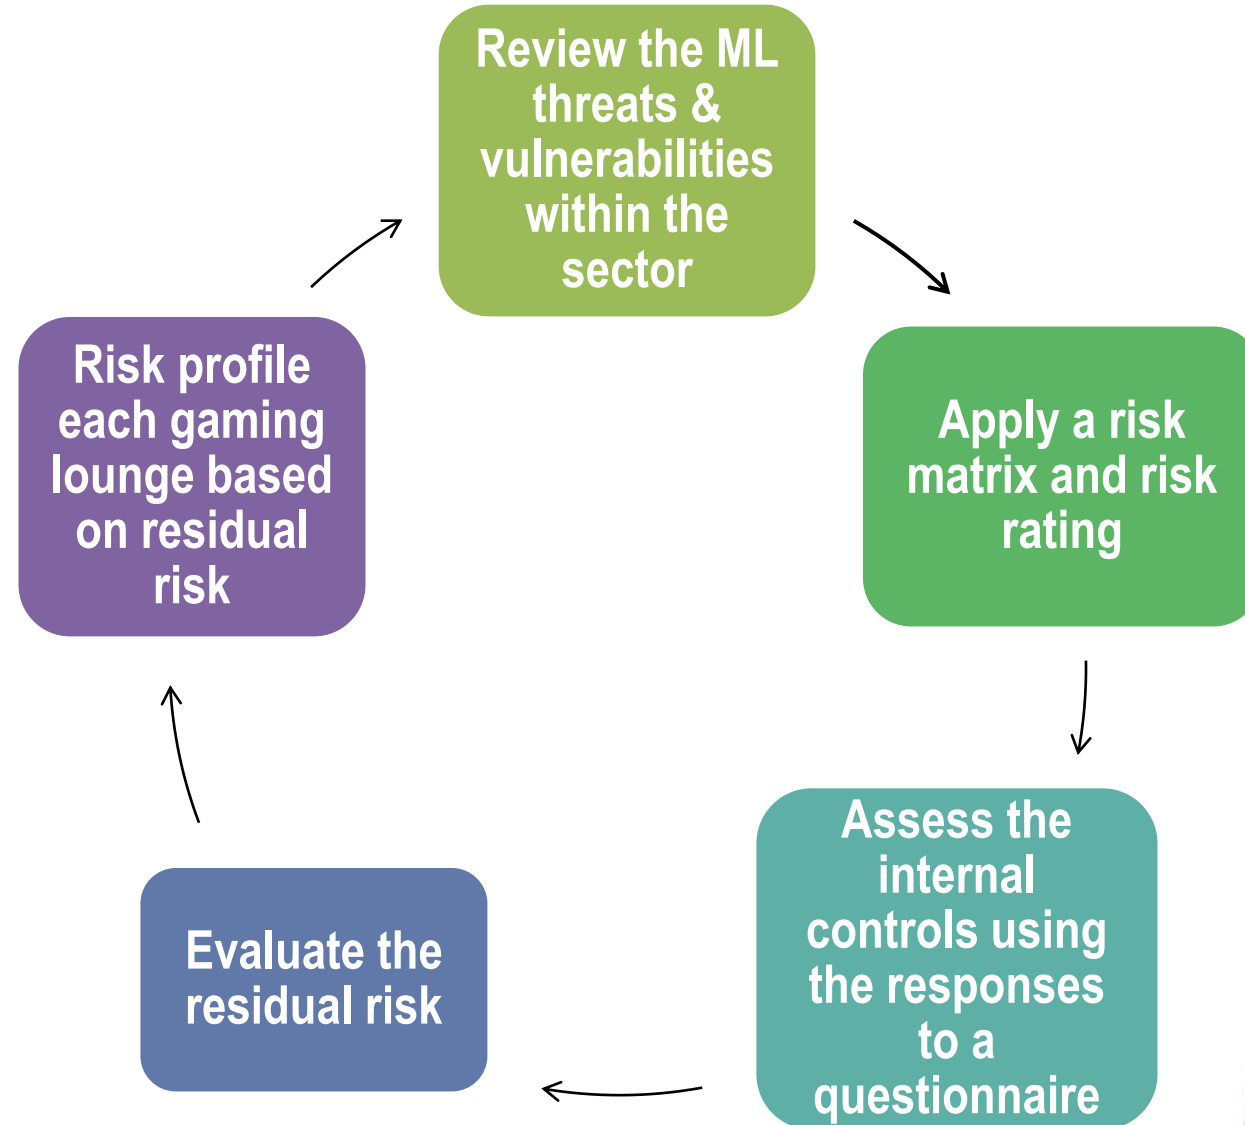 Review the ML
threats &
vulnerabilities
within the
sector
Apply a risk
matrix and risk
rating
Assess the
internal
controls using
the responses
to a
questionnaire
Evaluate the
residual risk
Risk profile
each gaming
lounge based
on residual
risk